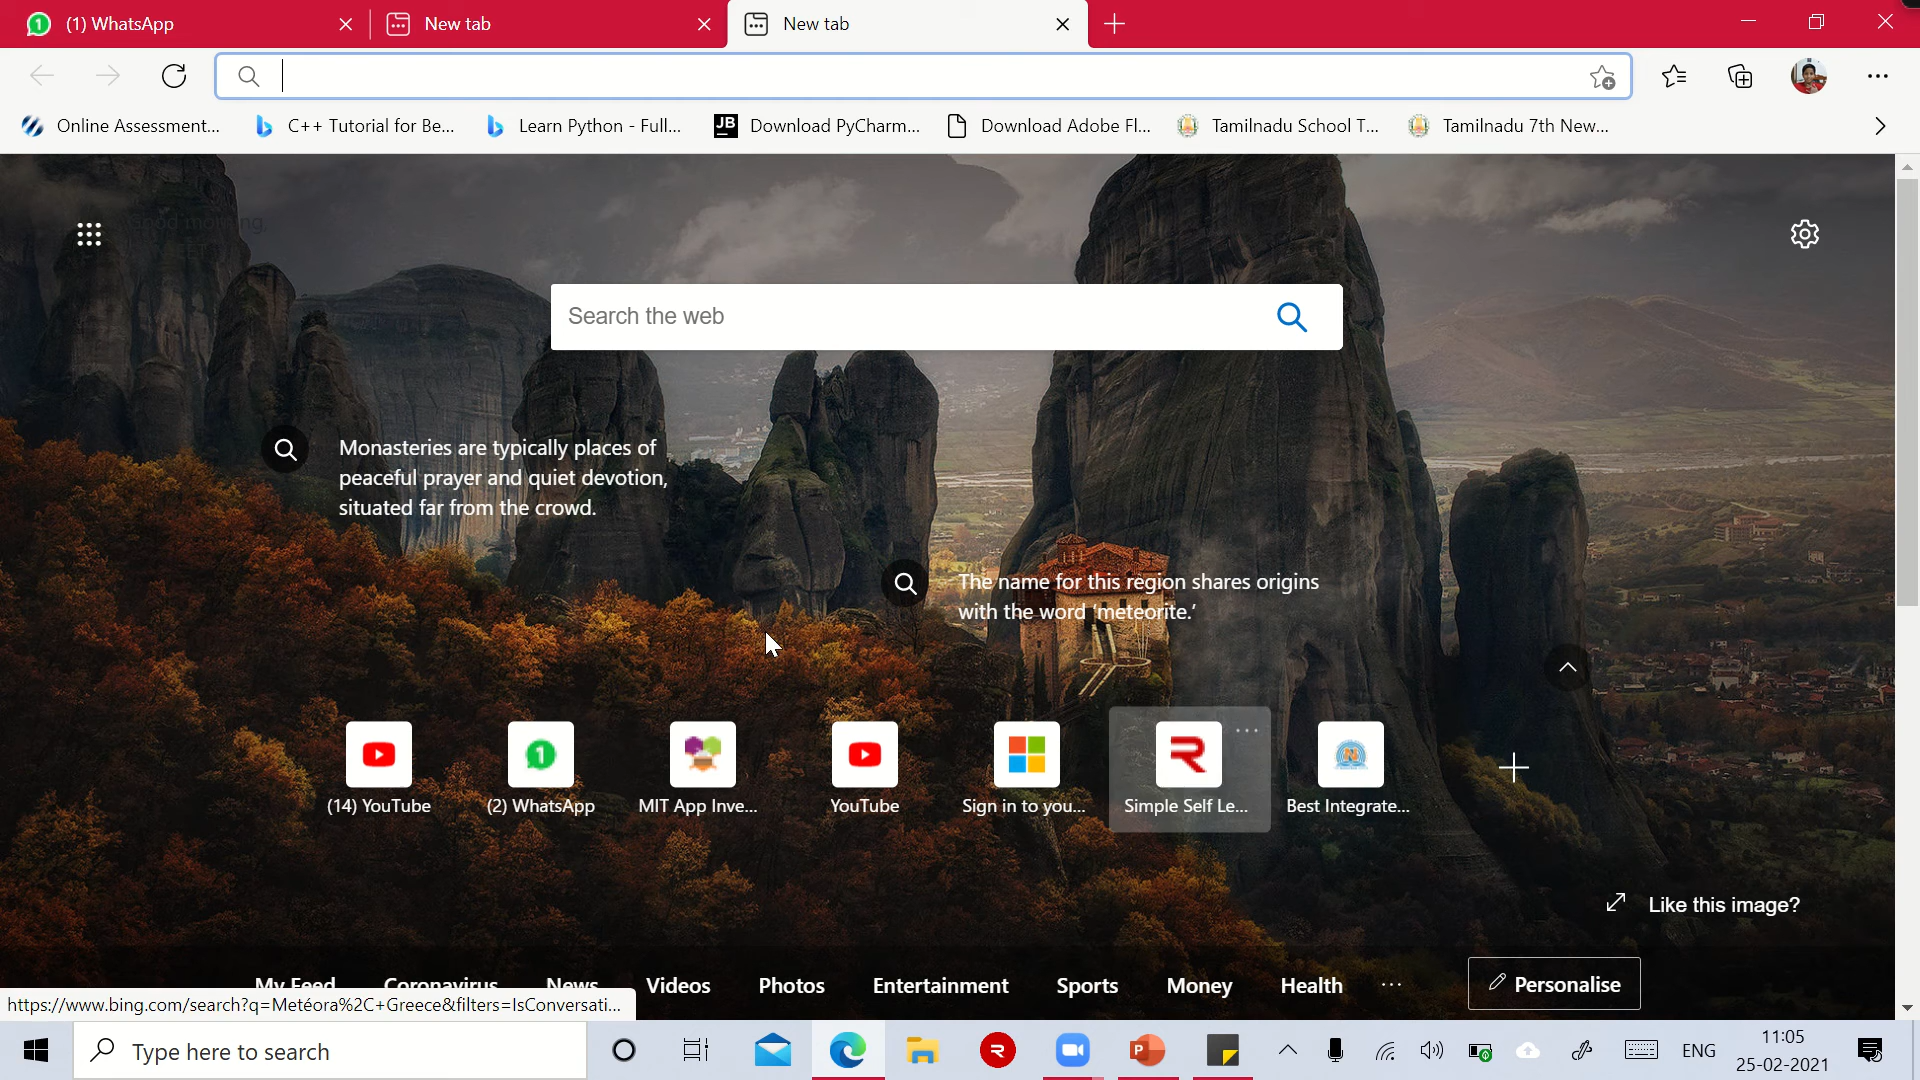 (1) WhatsApp
New tab
New tab
Online Assessment...
C++ Tutorial for Be...
Learn Python - Full...
JB
Download PyCharm...
Download Adobe Fl...
Tamilnadu School T...
Tamilnadu 7th New...
Good morning
Search the web
Monasteries are typically places of
peaceful prayer and quiet devotion,
situated far from the crowd.
The name for this region shares origins
with the word 'meteorite.'
(14) YouTube
(2) WhatsApp
MIT App Inve...
YouTube
Sign in to you...
Simple Self Le...
Best Integrate...
Like this image?
My Feed
Coronavirus
News
Videos
Photos
Entertainment
Sports
Money
Health
Personalise
https://www.bing.com/search?q=Metéora%2C+Greece&filters=IsConversati...
Type here to search
ENG
11:05
25-02-2021